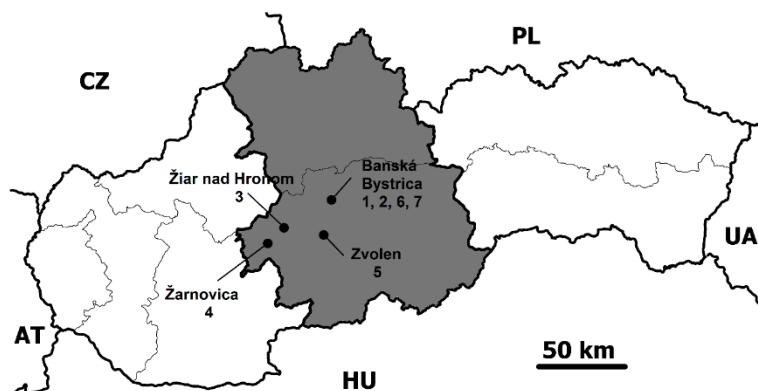 PL
CZ
Banská
Bystrica
1, 2, 6, 7
Žiar nad Hronom
3
UA
Zvolen
5
Žarnovica
4
AT
50 km
HU